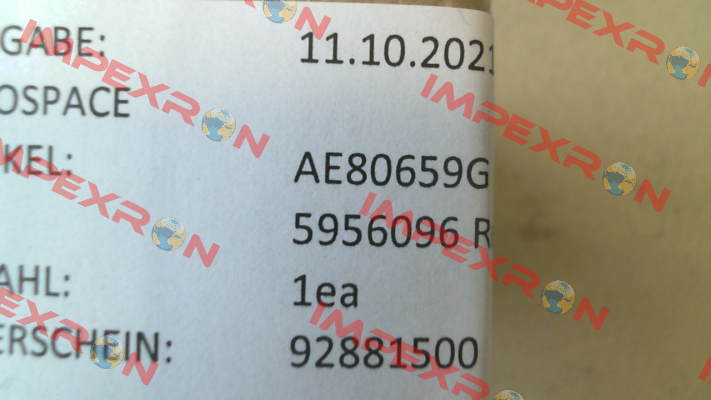 GABE: 11.10.2021
OSPACE
KEL: AE80659G
5956096 R
AHL: 1ea
ERSCHEIN: 92881500
IMPEXRON
IMPEXRON
IMPEXRON
IMPEXRON
IMPEXRON
IMPEXRON
IMPEXRON
IMPEXRON